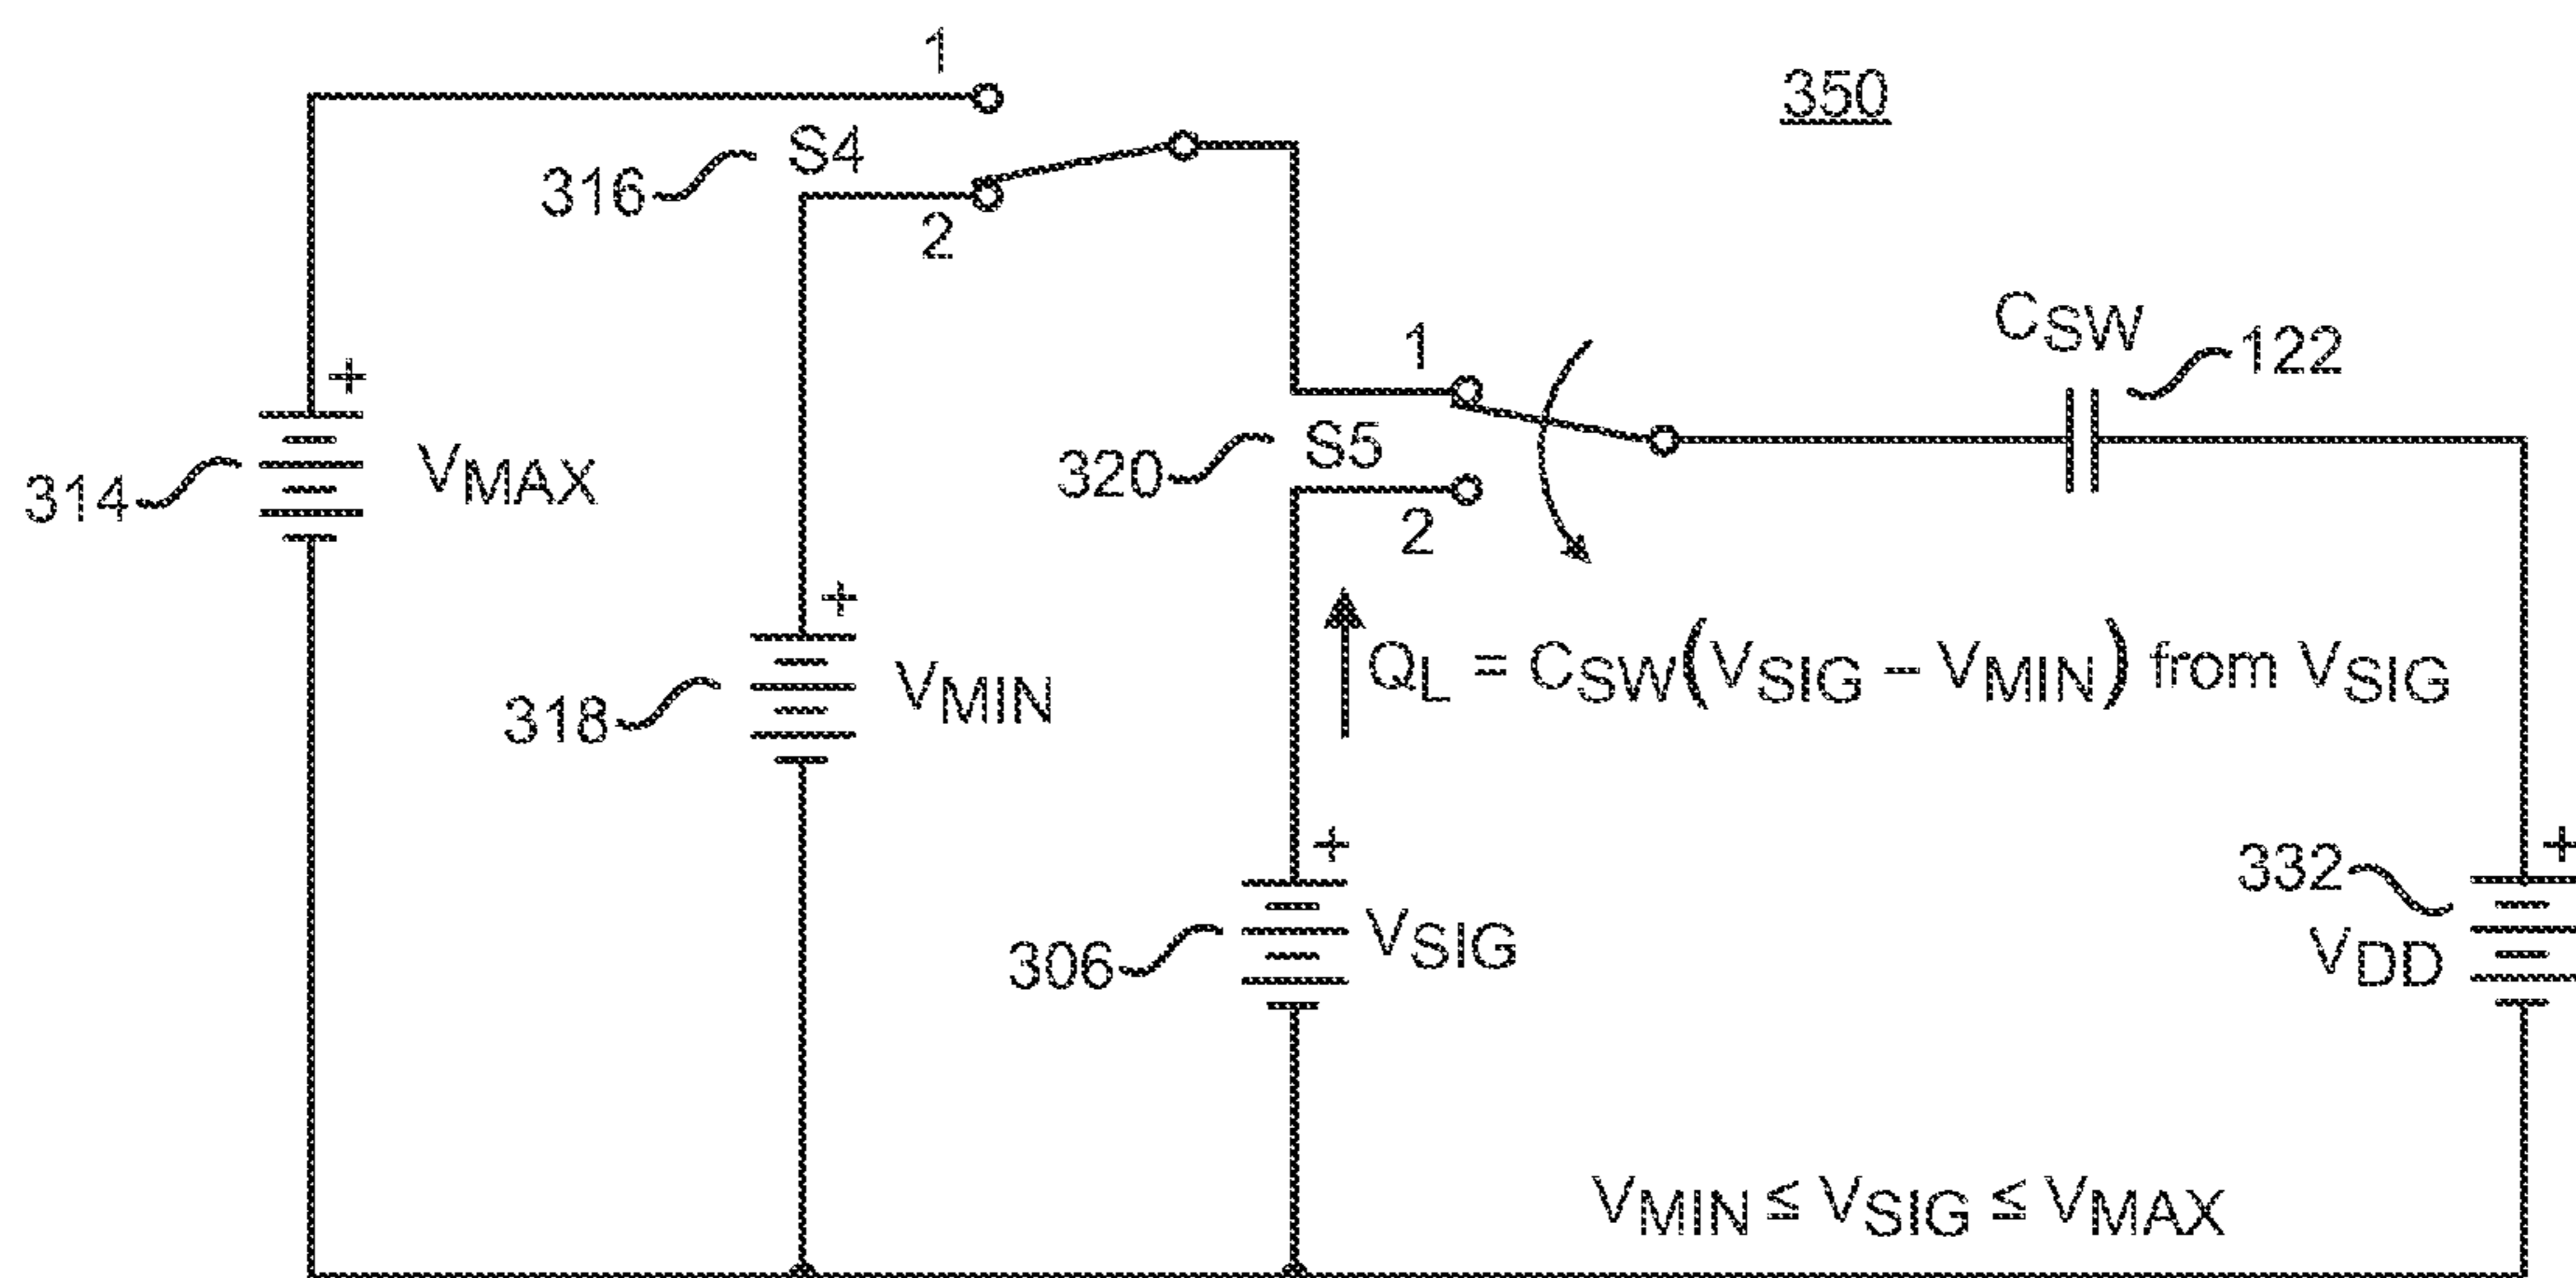 1
350
S4
316
2
CSW
1
122
+
VMAX
314
S5
320
2
+
VMIN
318
QL = CSW(VSIG – VMIN) from VSIG
+
+
332
VSIG
306
VDD
VMIN ≤ VSIG ≤ VMAX